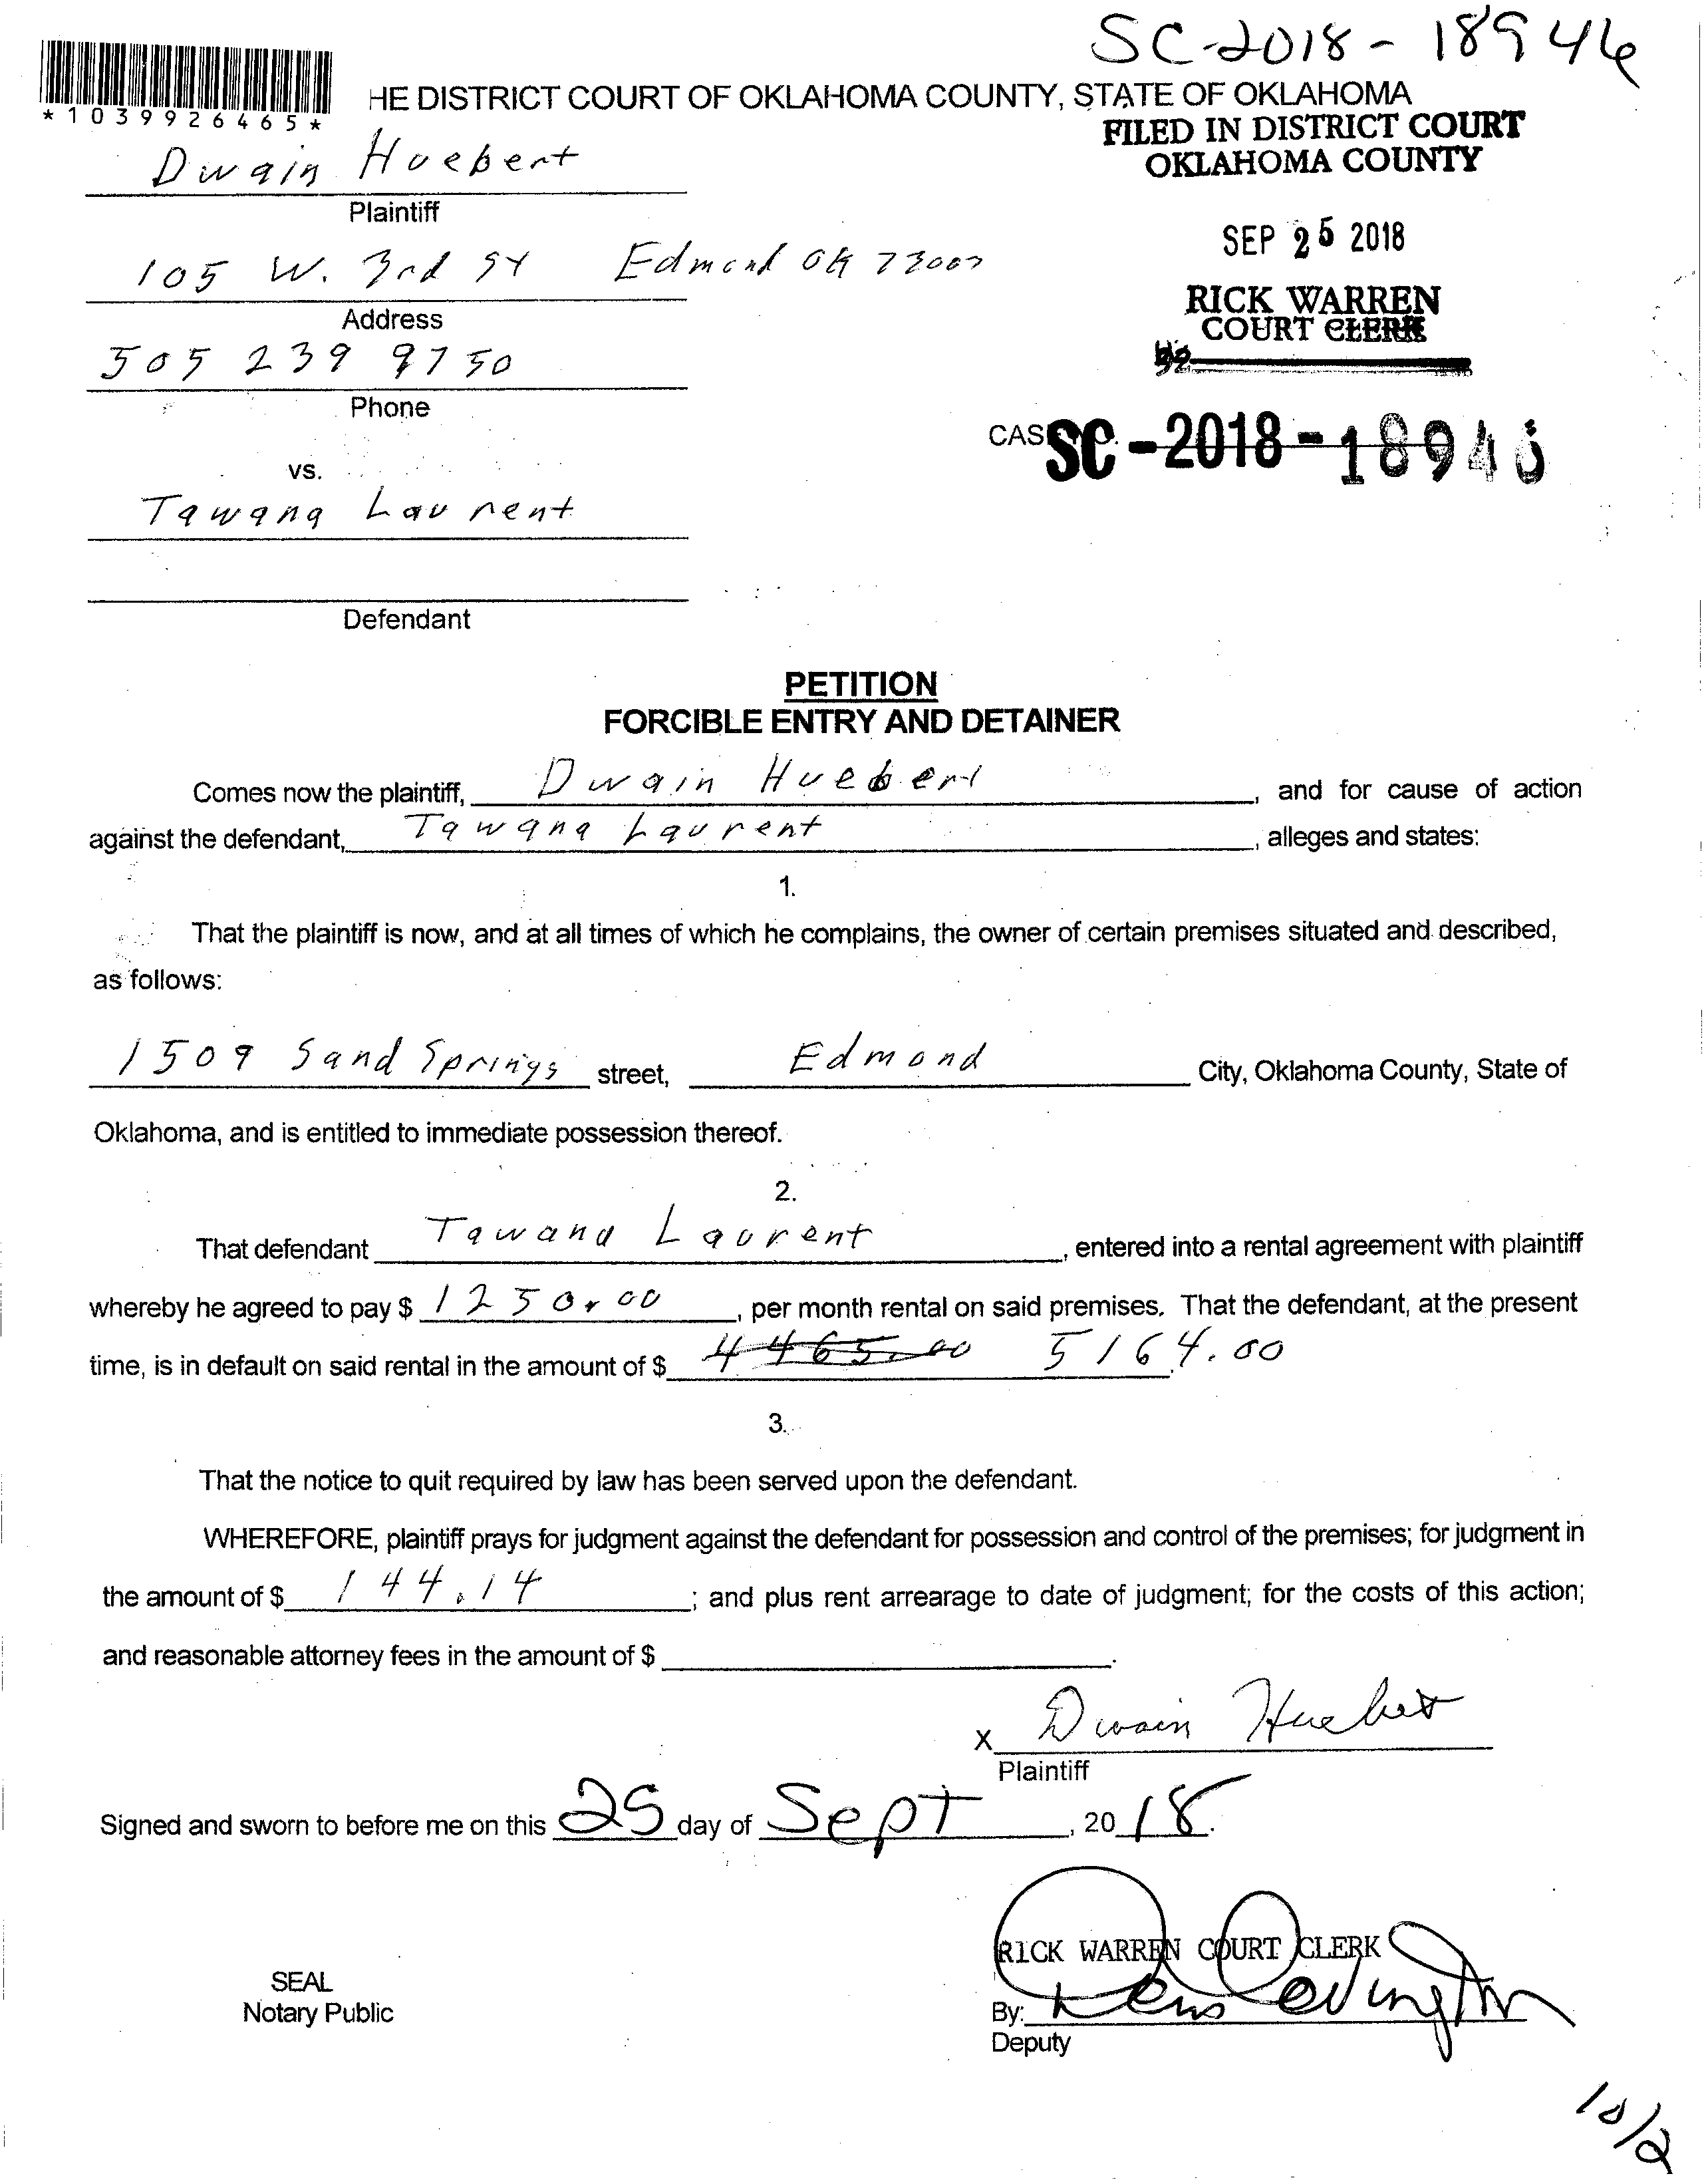 SC-2018-18946
*1039926465*
HE DISTRICT COURT OF OKLAHOMA COUNTY, STATE OF OKLAHOMA
FILED IN DISTRICT COURT
OKLAHOMA COUNTY
Dwain Huebert
Plaintiff
SEP 25 2018
105 W. 3rd St Edmond OK 73003
Address
RICK WARREN
COURT CLERK
505 239 9750
Phone
CAS SC-2018-18946
vs.
Tawana Laurent
Defendant
PETITION
FORCIBLE ENTRY AND DETAINER
Comes now the plaintiff, Dwain Huebert, and for cause of action
against the defendant, Tawana Laurent, alleges and states:
1.
That the plaintiff is now, and at all times of which he complains, the owner of certain premises situated and described,
as follows:
1509 Sand Springs street, Edmond City, Oklahoma County, State of
Oklahoma, and is entitled to immediate possession thereof.
2.
That defendant Tawana Laurent, entered into a rental agreement with plaintiff
whereby he agreed to pay $ 1250.00, per month rental on said premises. That the defendant, at the present
time, is in default on said rental in the amount of $ 4465.00 5164.00.
3.
That the notice to quit required by law has been served upon the defendant.
WHEREFORE, plaintiff prays for judgment against the defendant for possession and control of the premises; for judgment in
the amount of $ 144.14; and plus rent arrearage to date of judgment; for the costs of this action;
and reasonable attorney fees in the amount of $ .
X Dwain Huebert
Plaintiff
Signed and sworn to before me on this 25 day of Sept, 2018.
RICK WARREN COURT CLERK
SEAL
Notary Public
By:
Deputy
10/2